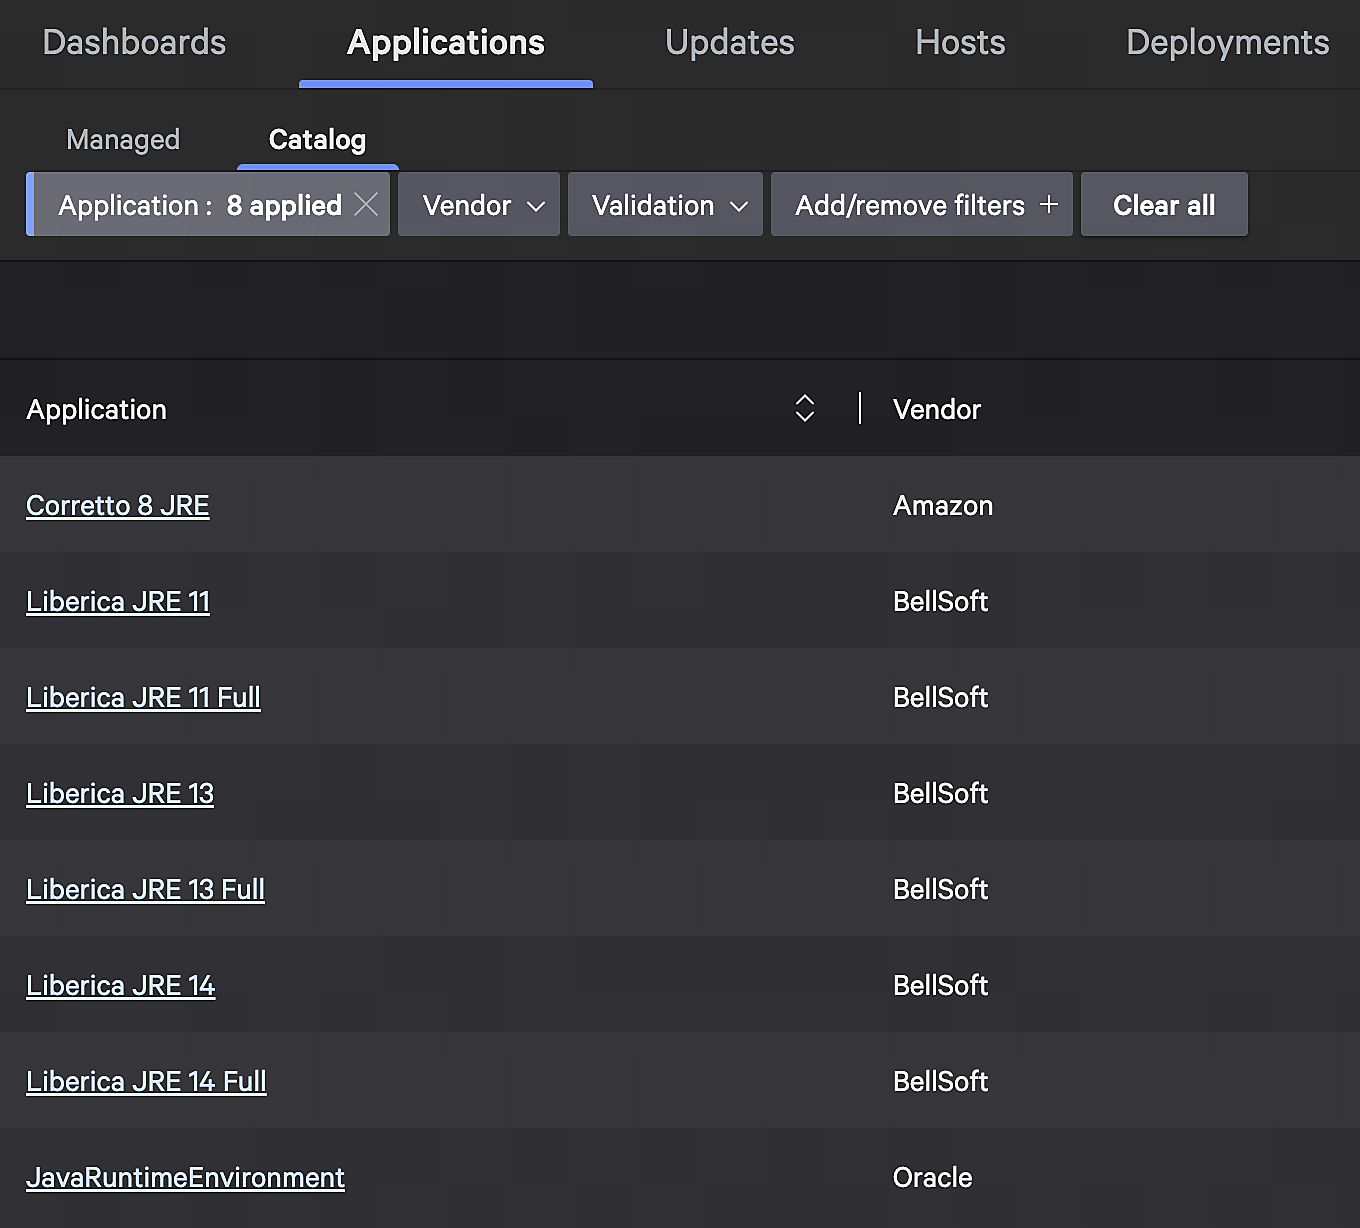 Dashboards Applications Updates Hosts Deployments
Managed Catalog
Application : 8 applied Vendor Validation Add/remove filters + Clear all
Application Vendor
Corretto 8 JRE Amazon
Liberica JRE 11 BellSoft
Liberica JRE 11 Full BellSoft
Liberica JRE 13 BellSoft
Liberica JRE 13 Full BellSoft
Liberica JRE 14 BellSoft
Liberica JRE 14 Full BellSoft
JavaRuntimeEnvironment Oracle